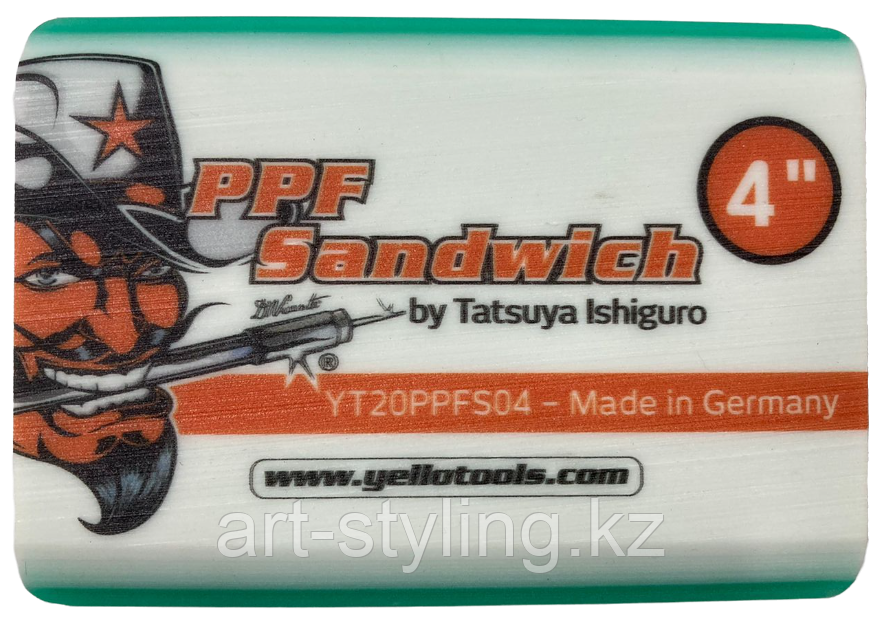 PPF
Sandwich
4"
by Tatsuya Ishiguro
®
YT20PPFS04 – Made in Germany
www.yellotools.com
art-styling.kz